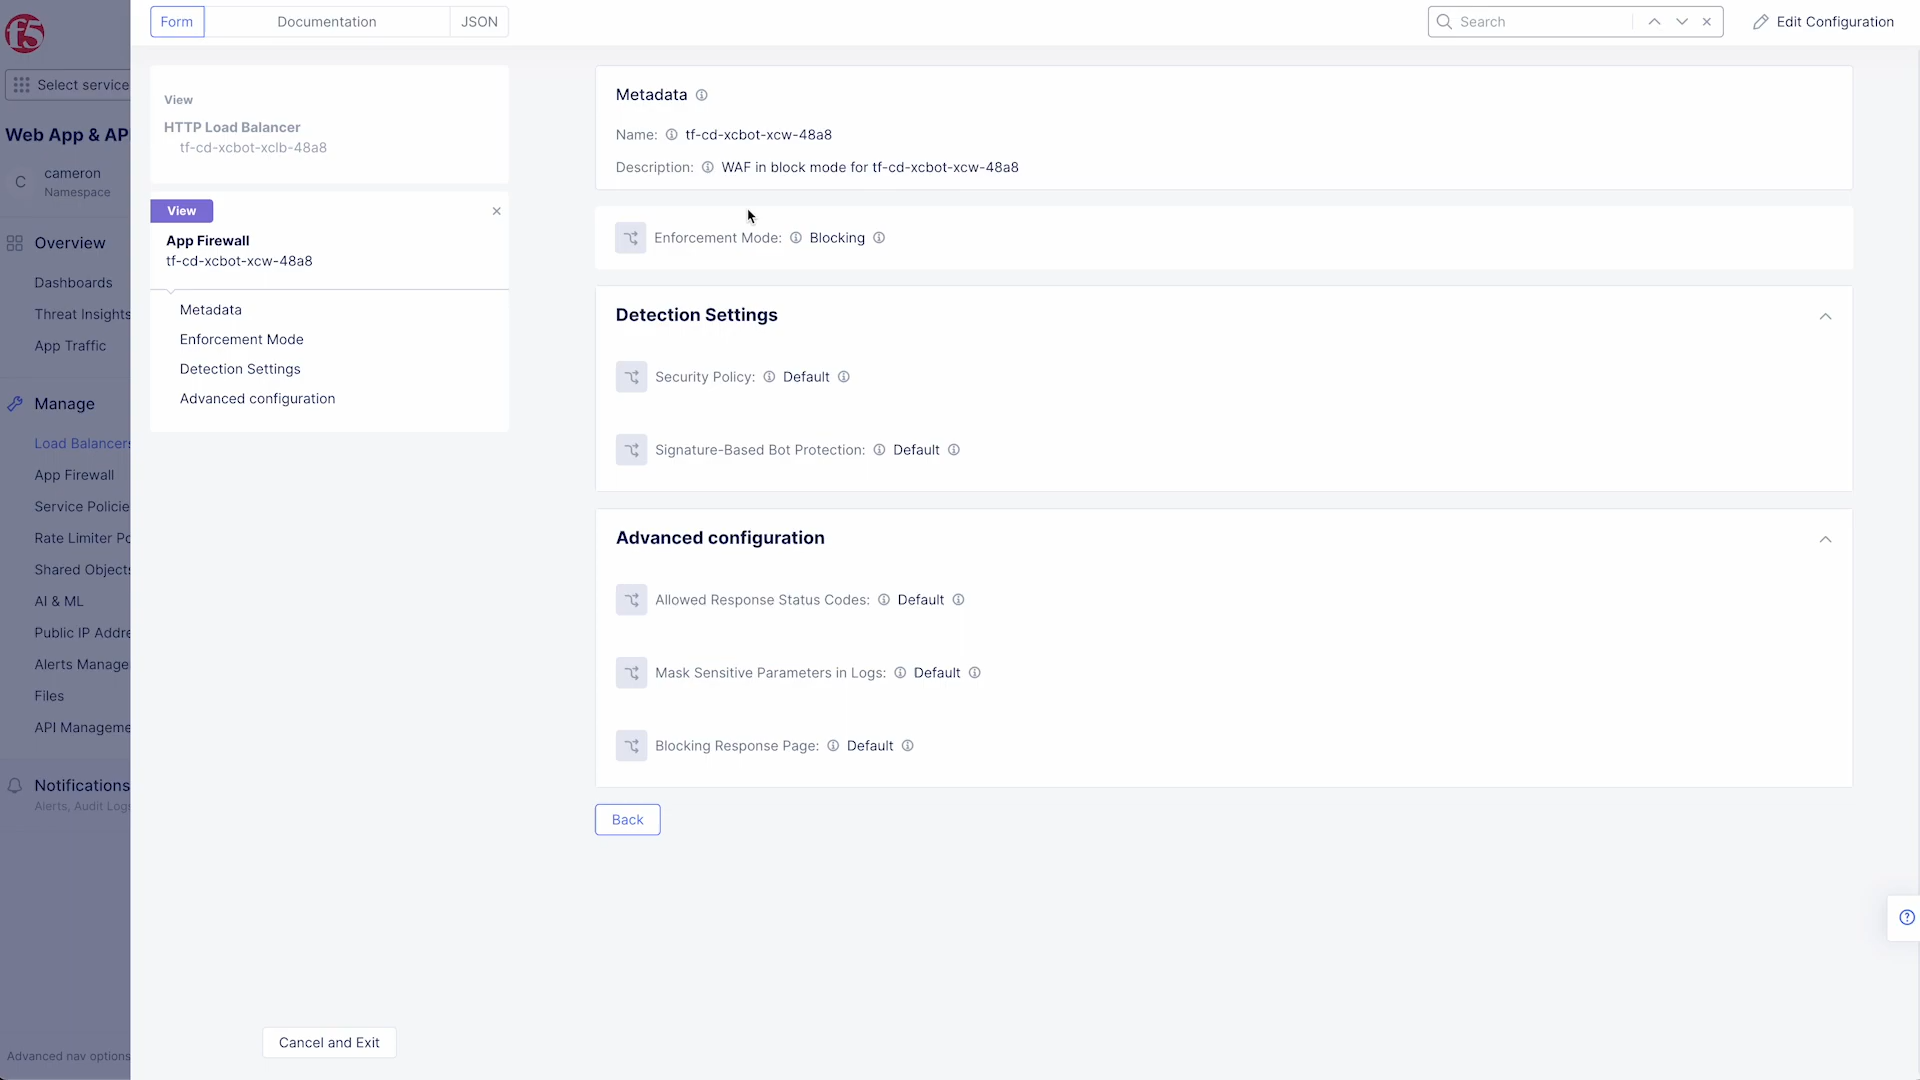 Form
Documentation
JSON
Search
Edit Configuration
f5
Select service
Web App & AP
C
cameron
Namespace
Overview
Dashboards
Threat Insights
App Traffic
Manage
Load Balancers
App Firewall
Service Policie
Rate Limiter Po
Shared Objects
AI & ML
Public IP Addre
Alerts Manage
Files
API Manageme
Notifications
Alerts, Audit Logs
Advanced nav options
View
HTTP Load Balancer
tf-cd-xcbot-xclb-48a8
View
App Firewall
tf-cd-xcbot-xcw-48a8
Metadata
Enforcement Mode
Detection Settings
Advanced configuration
Cancel and Exit
Metadata
Name: tf-cd-xcbot-xcw-48a8
Description: WAF in block mode for tf-cd-xcbot-xcw-48a8
Enforcement Mode: Blocking
Detection Settings
Security Policy: Default
Signature-Based Bot Protection: Default
Advanced configuration
Allowed Response Status Codes: Default
Mask Sensitive Parameters in Logs: Default
Blocking Response Page: Default
Back